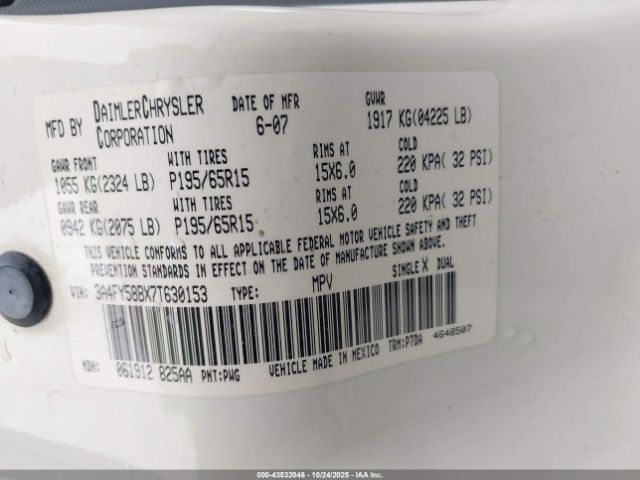 MFD BY DAIMLERCHRYSLER CORPORATION DATE OF MFR 6-07 GVWR 1917 KG(04225 LB)
GAWR FRONT WITH TIRES RIMS AT COLD
1055 KG(2324 LB) P195/65R15 15X6.0 220 KPA( 32 PSI)
GAWR REAR WITH TIRES RIMS AT COLD
0942 KG(2075 LB) P195/65R15 15X6.0 220 KPA( 32 PSI)
THIS VEHICLE CONFORMS TO ALL APPLICABLE FEDERAL MOTOR VEHICLE SAFETY AND THEFT
PREVENTION STANDARDS IN EFFECT ON THE DATE OF MANUFACTURE SHOWN ABOVE.
VIN: 3A4FY58BX7T630153 TYPE: MPV SINGLE X DUAL
MDH: 061912 825AA PNT:PWG VEHICLE MADE IN MEXICO TRM:P7DA 4648507
000-43532046 - 10/24/2025 - IAAI Inc.